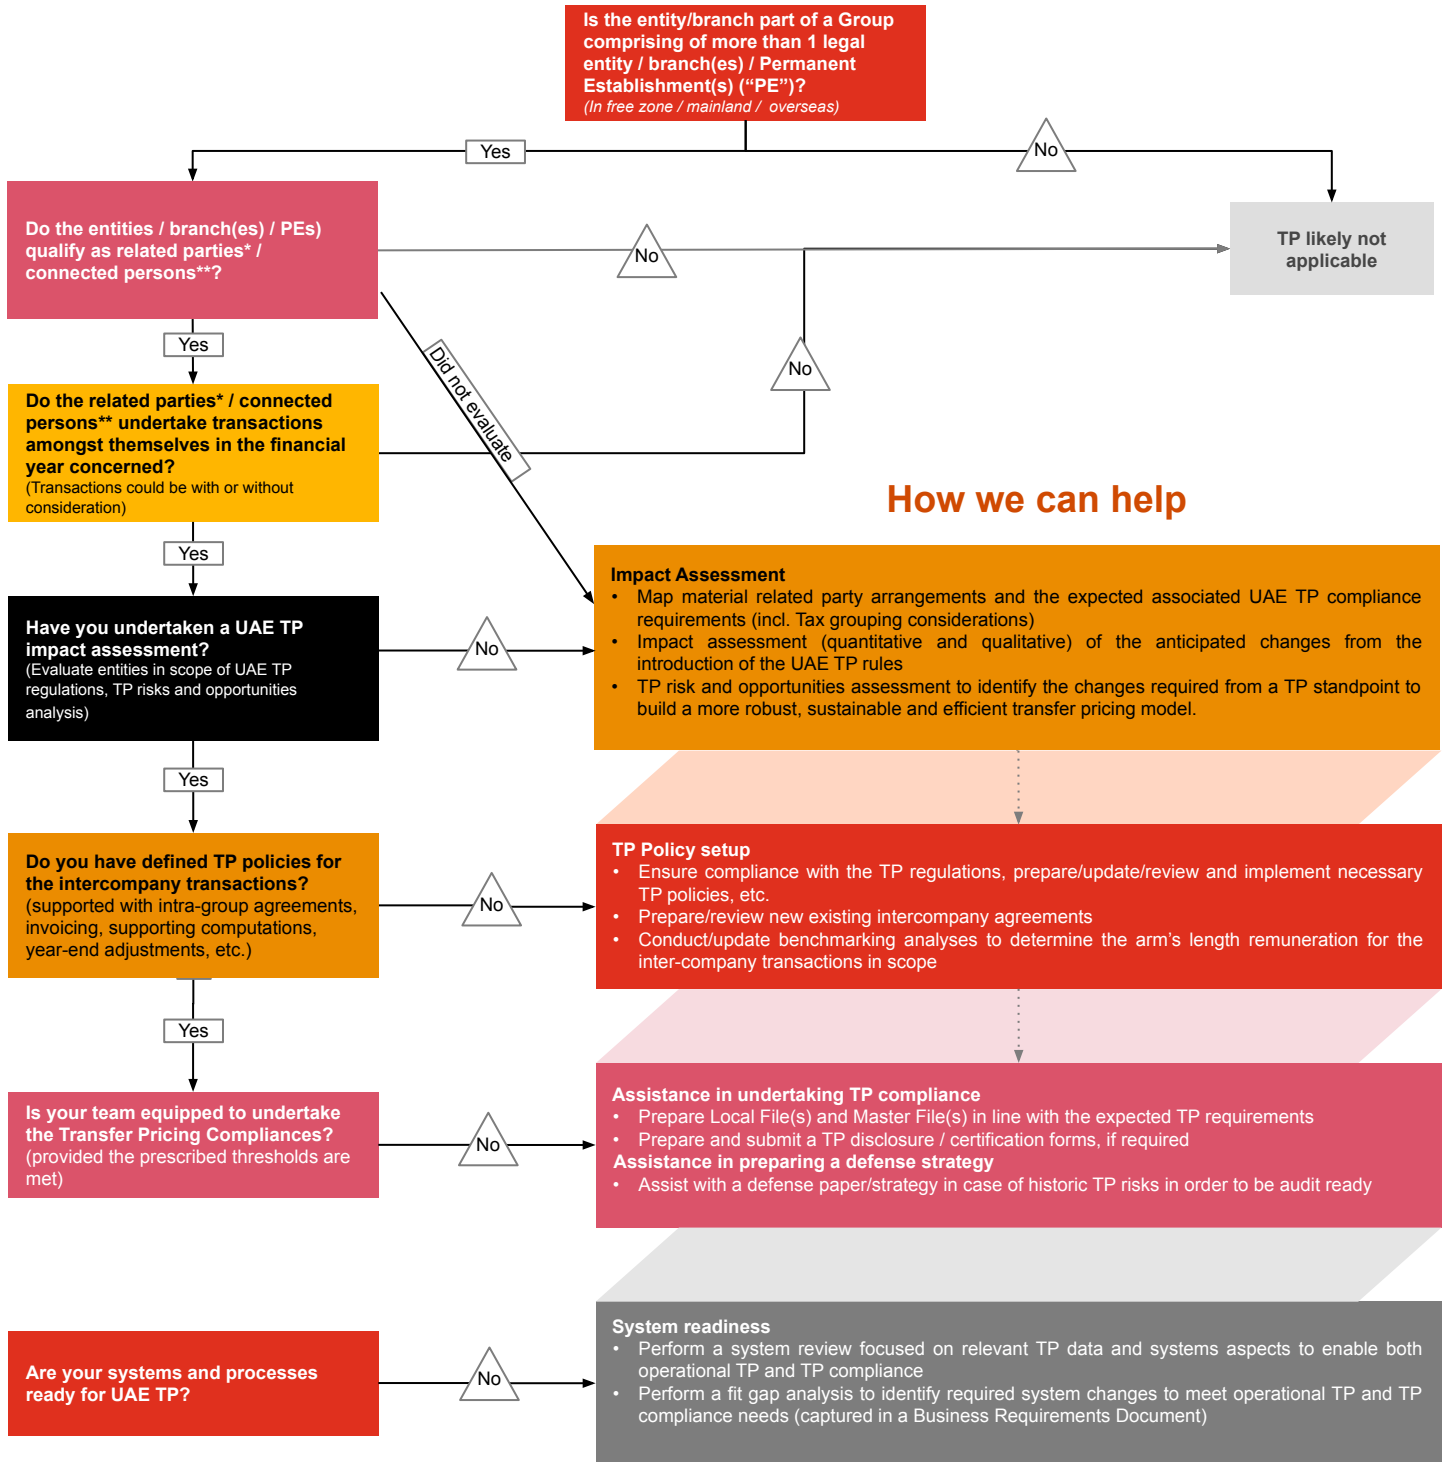 Is the entity/branch part of a Group
comprising of more than 1 legal
entity / branch(es) / Permanent
Establishment(s) (“PE”)?
(In free zone / mainland / overseas)
Yes
No
Do the entities / branch(es) / PEs)
qualify as related parties* /
connected persons**?
No
TP likely not
applicable
Yes
Did not evaluate
No
Do the related parties* / connected
persons** undertake transactions
amongst themselves in the financial
year concerned?
(Transactions could be with or without
consideration)
How we can help
Yes
Have you undertaken a UAE TP
impact assessment?
(Evaluate entities in scope of UAE TP
regulations, TP risks and opportunities
analysis)
No
Impact Assessment
• Map material related party arrangements and the expected associated UAE TP compliance
requirements (incl. Tax grouping considerations)
• Impact assessment (quantitative and qualitative) of the anticipated changes from the
introduction of the UAE TP rules
• TP risk and opportunities assessment to identify the changes required from a TP standpoint to
build a more robust, sustainable and efficient transfer pricing model.
Yes
Do you have defined TP policies for
the intercompany transactions?
(supported with intra-group agreements,
invoicing, supporting computations,
year-end adjustments, etc.)
No
TP Policy setup
• Ensure compliance with the TP regulations, prepare/update/review and implement necessary
TP policies, etc.
• Prepare/review new existing intercompany agreements
• Conduct/update benchmarking analyses to determine the arm’s length remuneration for the
inter-company transactions in scope
Yes
Is your team equipped to undertake
the Transfer Pricing Compliances?
(provided the prescribed thresholds are
met)
No
Assistance in undertaking TP compliance
• Prepare Local File(s) and Master File(s) in line with the expected TP requirements
• Prepare and submit a TP disclosure / certification forms, if required
Assistance in preparing a defense strategy
• Assist with a defense paper/strategy in case of historic TP risks in order to be audit ready
Are your systems and processes
ready for UAE TP?
No
System readiness
• Perform a system review focused on relevant TP data and systems aspects to enable both
operational TP and TP compliance
• Perform a fit gap analysis to identify required system changes to meet operational TP and TP
compliance needs (captured in a Business Requirements Document)